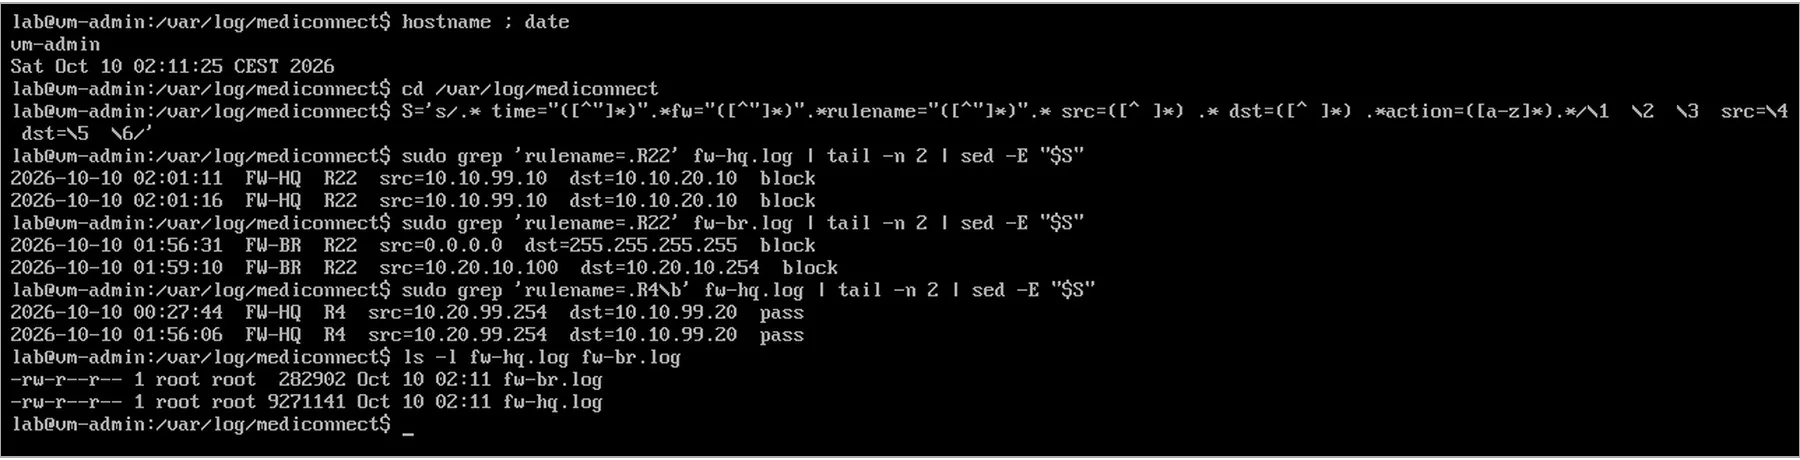 lab@vm-admin:/var/log/mediconnect$ hostname ; date
vm-admin
Sat Oct 10 02:11:25 CEST 2026
lab@vm-admin:/var/log/mediconnect$ cd /var/log/mediconnect
lab@vm-admin:/var/log/mediconnect$ S='s/.* time="([^"]*)".*fw="([^"]*)".*rulename="([^"]*)".* src=([^ ]*) .* dst=([^ ]*) .*action=([a-z]*).*/\1  \2  \3  src=\4
 dst=\5  \6/'
lab@vm-admin:/var/log/mediconnect$ sudo grep 'rulename=.R22' fw-hq.log | tail -n 2 | sed -E "$S"
2026-10-10 02:01:11  FW-HQ  R22  src=10.10.99.10  dst=10.10.20.10  block
2026-10-10 02:01:16  FW-HQ  R22  src=10.10.99.10  dst=10.10.20.10  block
lab@vm-admin:/var/log/mediconnect$ sudo grep 'rulename=.R22' fw-br.log | tail -n 2 | sed -E "$S"
2026-10-10 01:56:31  FW-BR  R22  src=0.0.0.0  dst=255.255.255.255  block
2026-10-10 01:59:10  FW-BR  R22  src=10.20.10.100  dst=10.20.10.254  block
lab@vm-admin:/var/log/mediconnect$ sudo grep 'rulename=.R4\b' fw-hq.log | tail -n 2 | sed -E "$S"
2026-10-10 00:27:44  FW-HQ  R4  src=10.20.99.254  dst=10.10.99.20  pass
2026-10-10 01:56:06  FW-HQ  R4  src=10.20.99.254  dst=10.10.99.20  pass
lab@vm-admin:/var/log/mediconnect$ ls -l fw-hq.log fw-br.log
-rw-r--r-- 1 root root  282902 Oct 10 02:11 fw-br.log
-rw-r--r-- 1 root root 9271141 Oct 10 02:11 fw-hq.log
lab@vm-admin:/var/log/mediconnect$ _